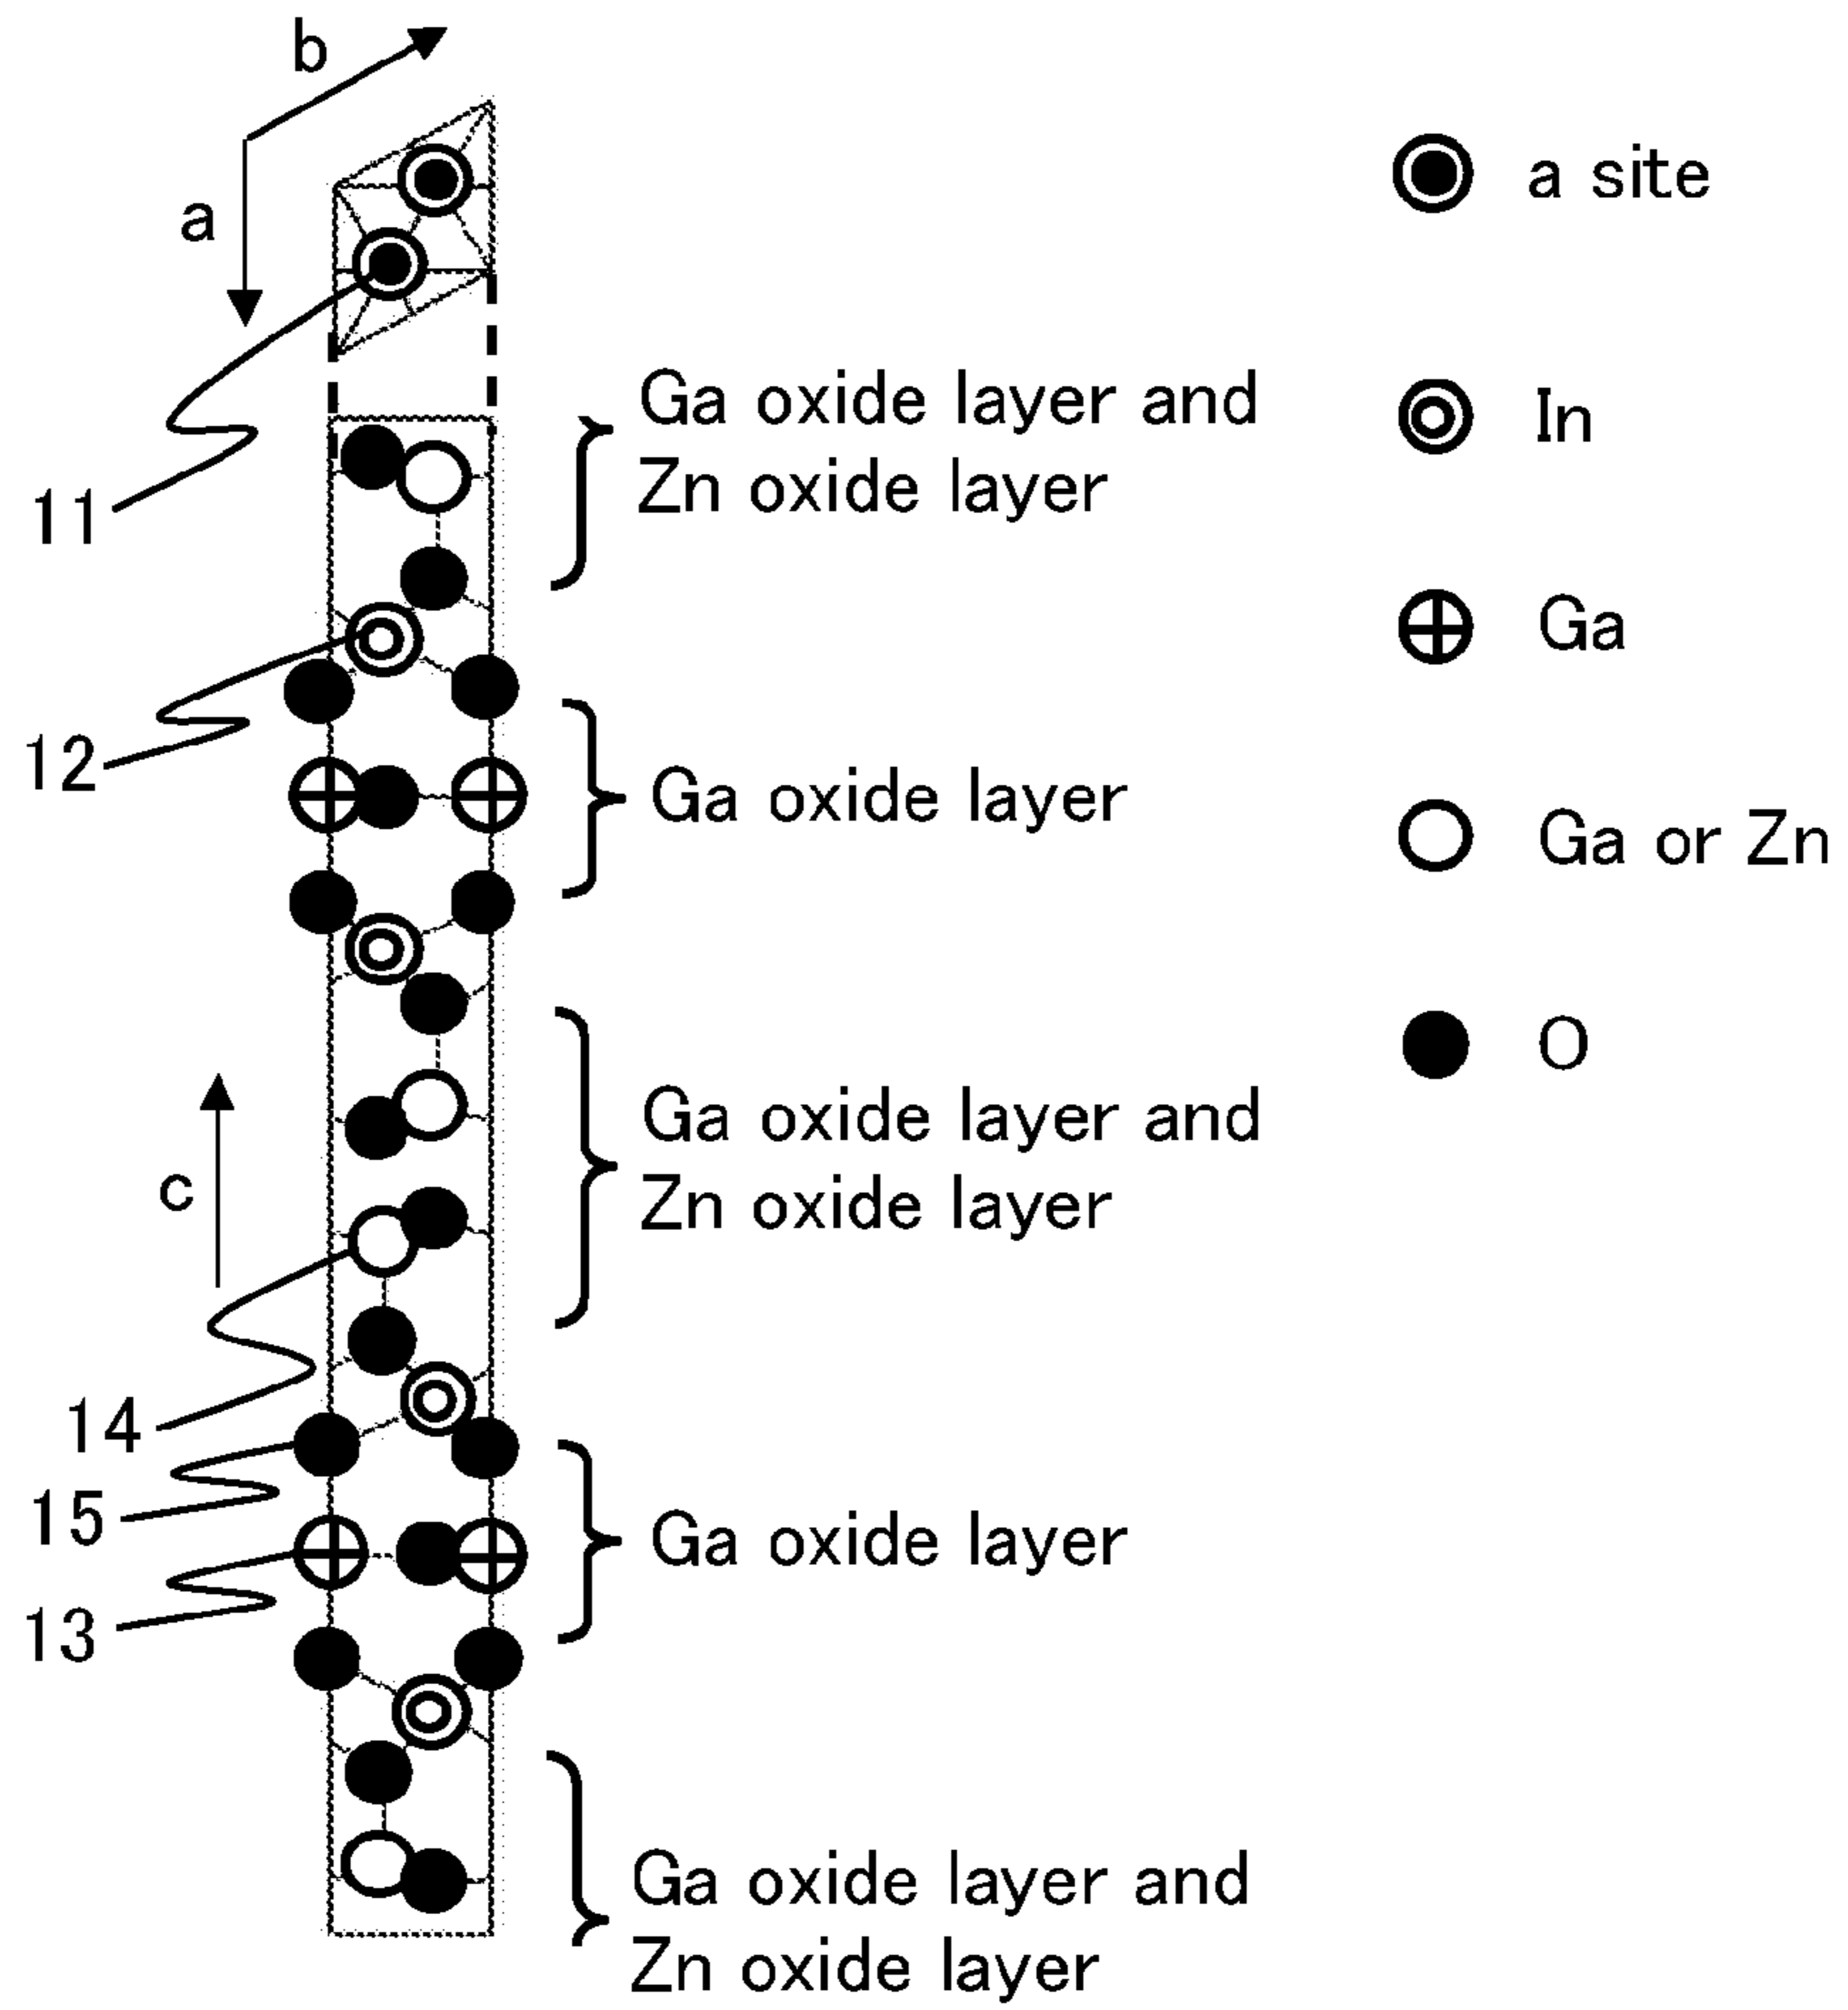 b
a
11
Ga oxide layer and
Zn oxide layer
12
Ga oxide layer
c
Ga oxide layer and
Zn oxide layer
14
15
Ga oxide layer
13
Ga oxide layer and
Zn oxide layer
a site
In
Ga
Ga or Zn
O